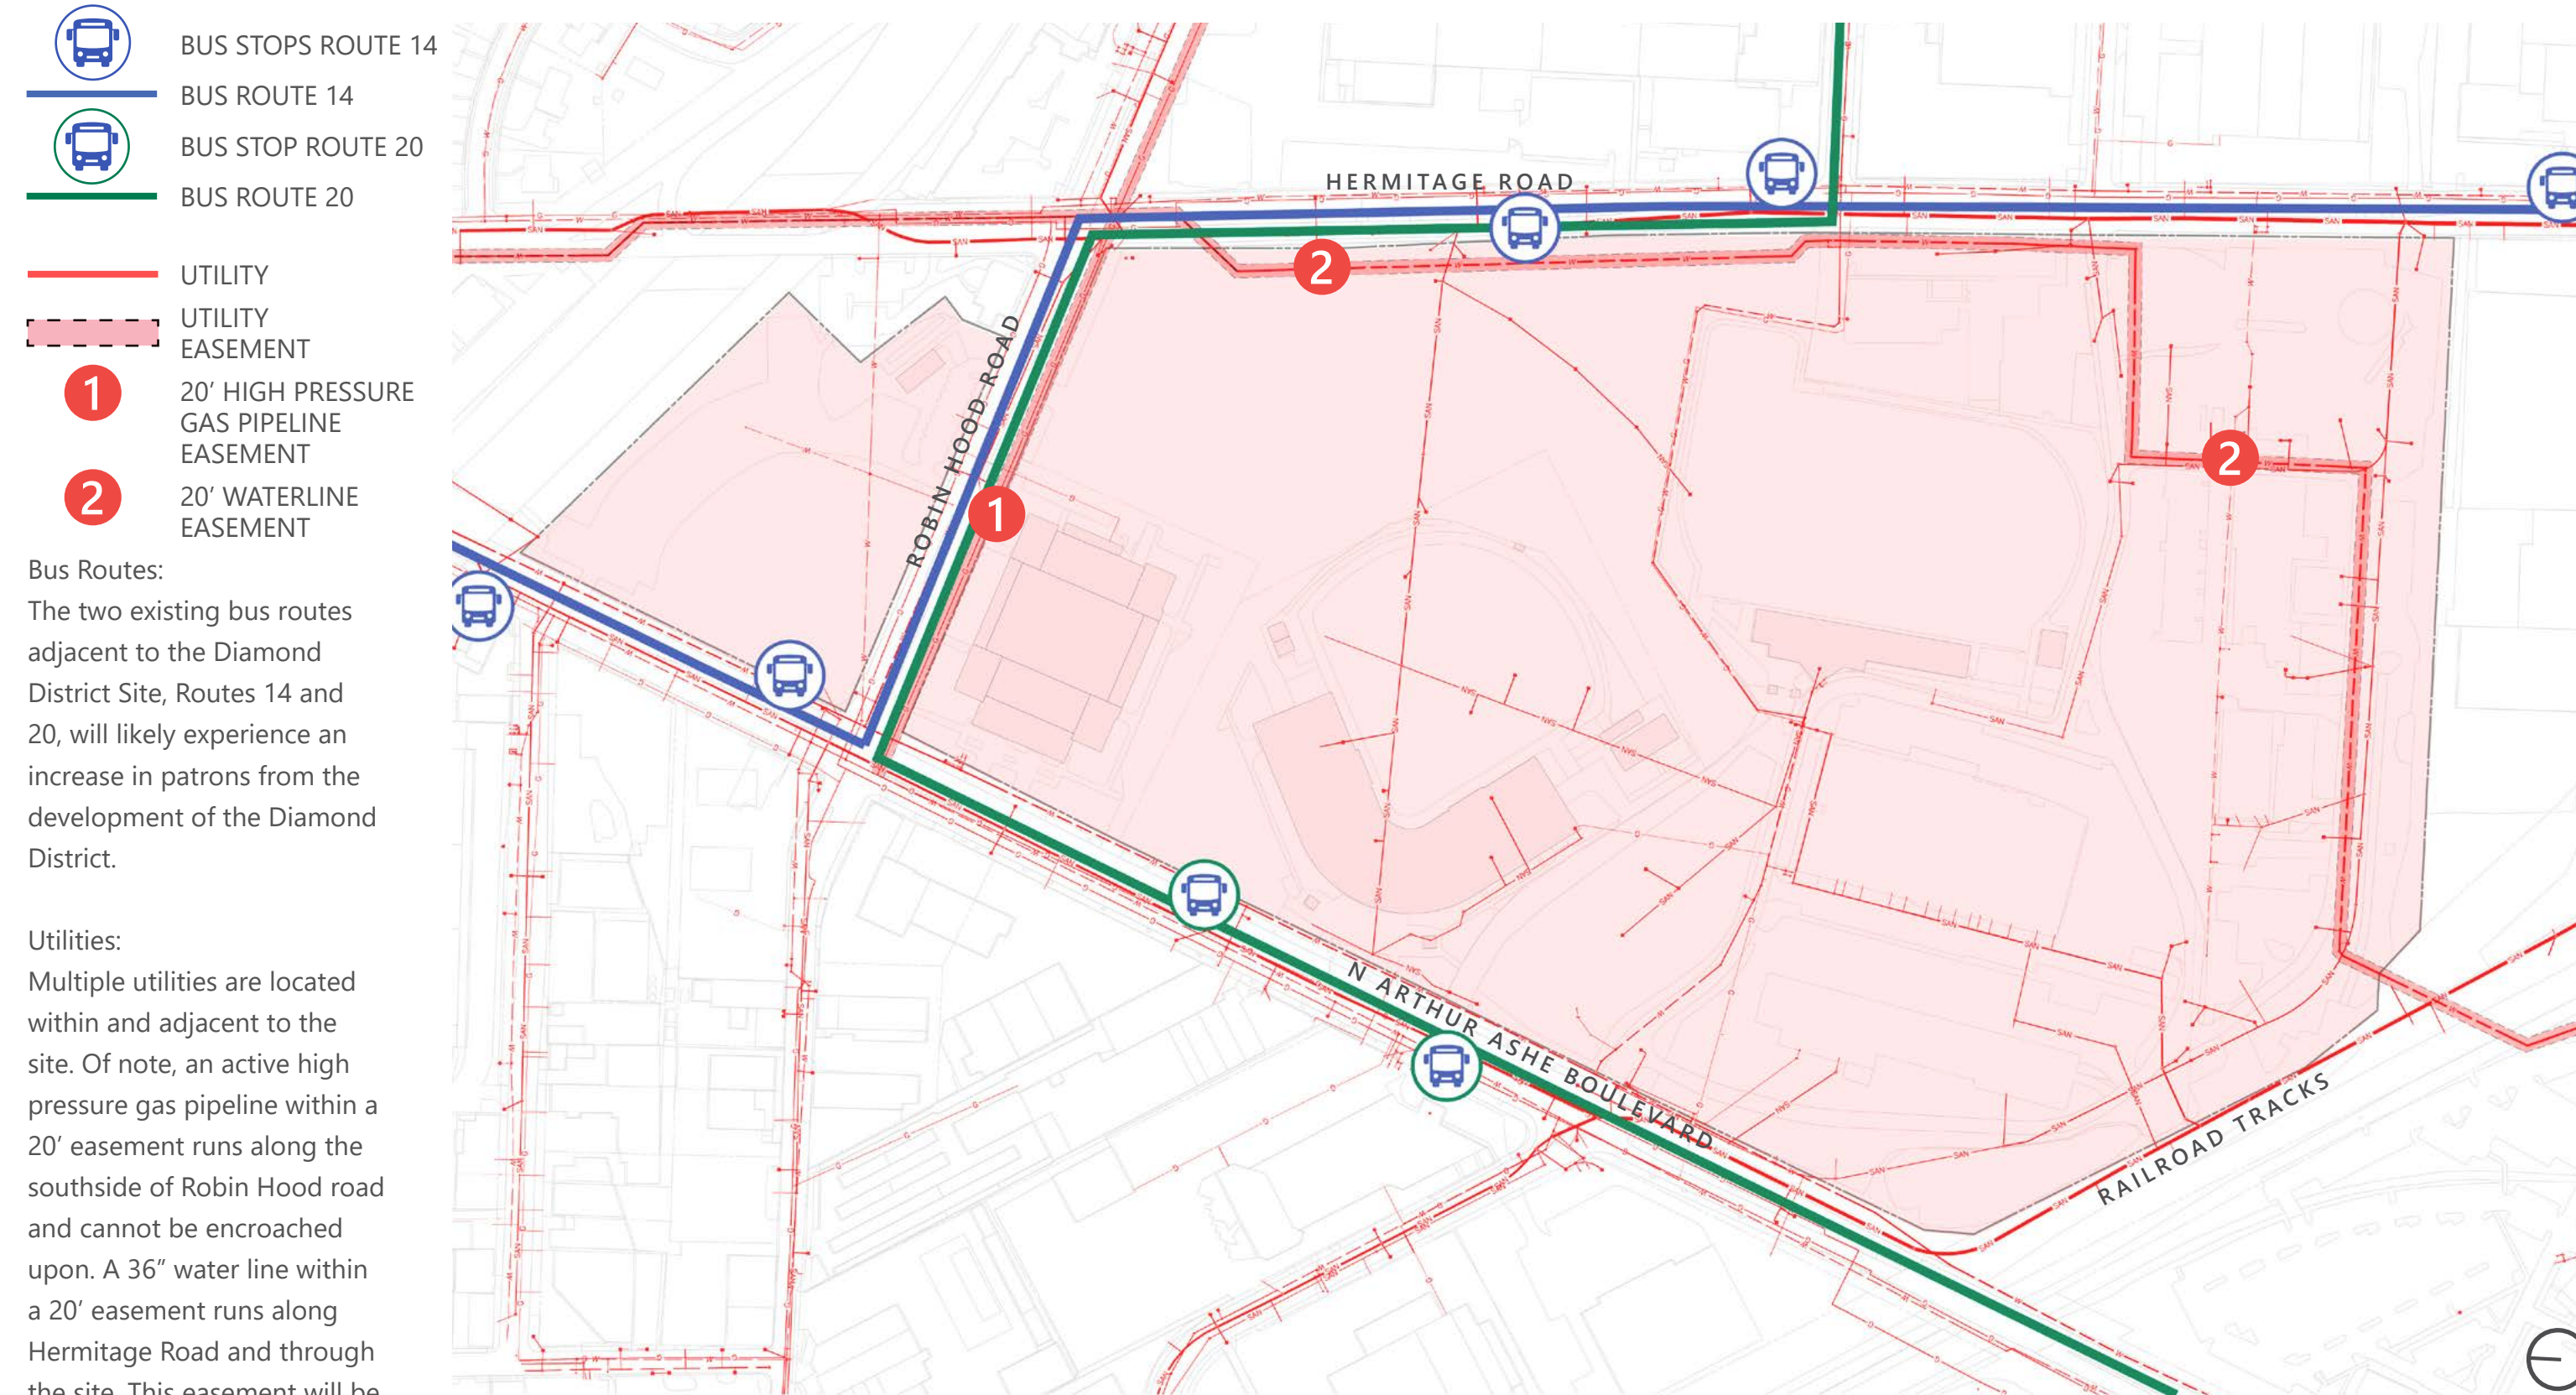 BUS STOPS ROUTE 14
BUS ROUTE 14
BUS STOP ROUTE 20
BUS ROUTE 20
UTILITY
UTILITY
EASEMENT
1
20’ HIGH PRESSURE
GAS PIPELINE
EASEMENT
2
20’ WATERLINE
EASEMENT
Bus Routes:
The two existing bus routes
adjacent to the Diamond
District Site, Routes 14 and
20, will likely experience an
increase in patrons from the
development of the Diamond
District.
Utilities:
Multiple utilities are located
within and adjacent to the
site. Of note, an active high
pressure gas pipeline within a
20’ easement runs along the
southside of Robin Hood road
and cannot be encroached
upon. A 36” water line within
a 20’ easement runs along
Hermitage Road and through
the site. This easement will be
HERMITAGE ROAD
2
ROBIN HOOD ROAD
1
2
N ARTHUR ASHE BOULEVARD
RAILROAD TRACKS